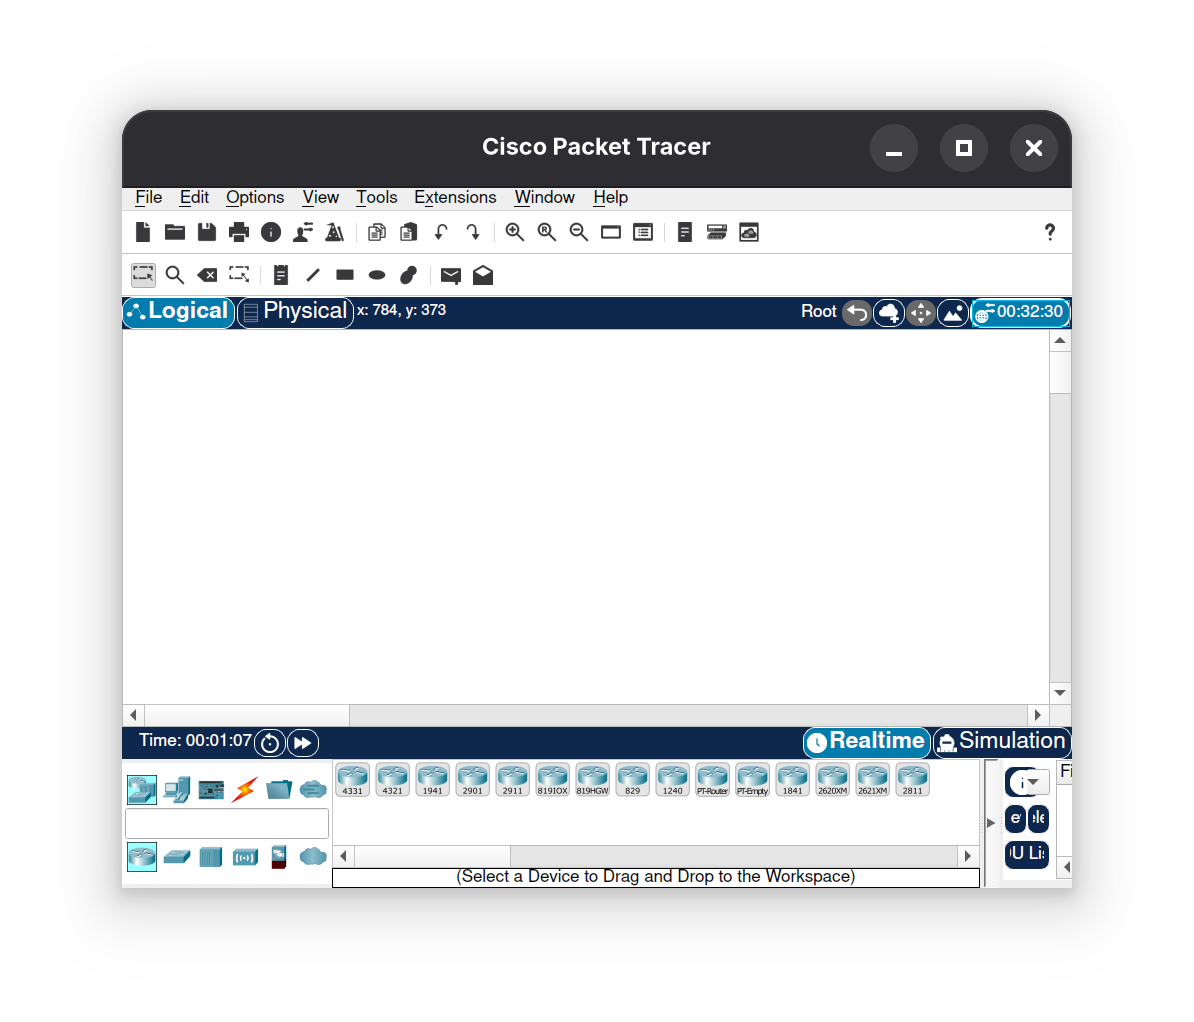 Cisco Packet Tracer
File Edit Options View Tools Extensions Window Help
Logical Physical x: 784, y: 373 Root 00:32:30
Time: 00:01:07 Realtime Simulation
4331 4321 1941 2901 2911 819IOX 819HGW 829 1240 PT-Router PT-Empty 1841 2620XM 2621XM 2811
(Select a Device to Drag and Drop to the Workspace)